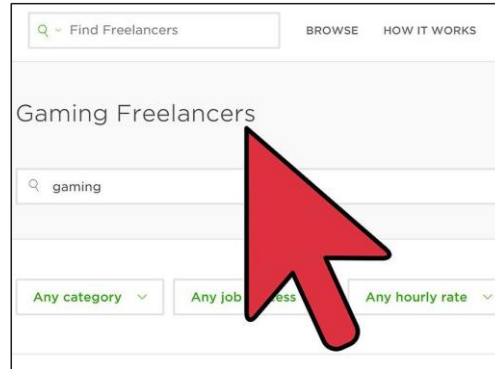 Find Freelancers BROWSE HOW IT WORKS
Gaming Freelancers
gaming
Any category Any job Any hourly rate